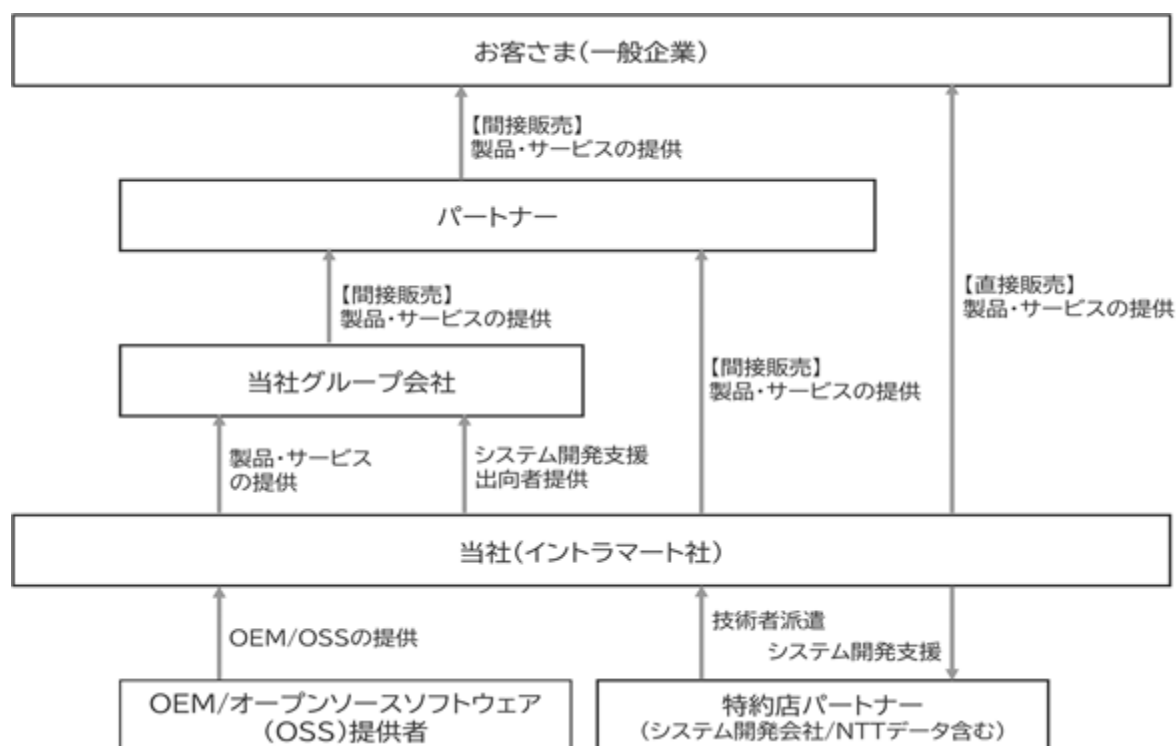 お客さま(一般企業)
【間接販売】
製品・サービスの提供
パートナー
【間接販売】
製品・サービスの提供
【直接販売】
製品・サービスの提供
当社グループ会社
【間接販売】
製品・サービスの提供
製品・サービス
の提供
システム開発支援
出向者提供
当社(イントラマート社)
OEM/OSSの提供
技術者派遣
システム開発支援
OEM/オープンソースソフトウェア
(OSS)提供者
特約店パートナー
(システム開発会社/NTTデータ含む)